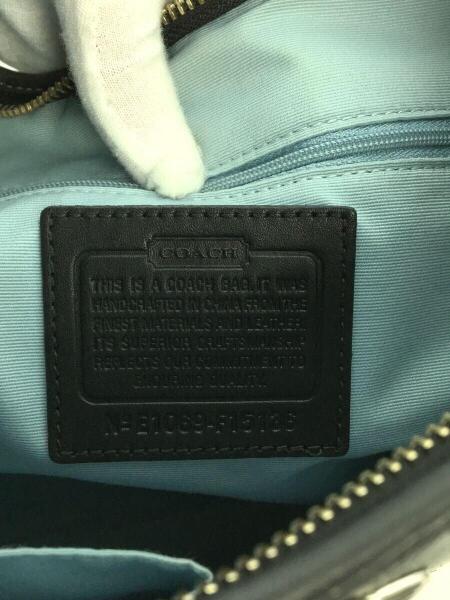 COACH
THIS IS A COACH BAG.IT WAS
HANDCRAFTED IN CHINA FROM THE
FINEST MATERIALS AND LEATHER.
ITS SUPERIOR CRAFTSMANSHIP
REFLECTS OUR COMMITMENT TO
ENDURING QUALITY.